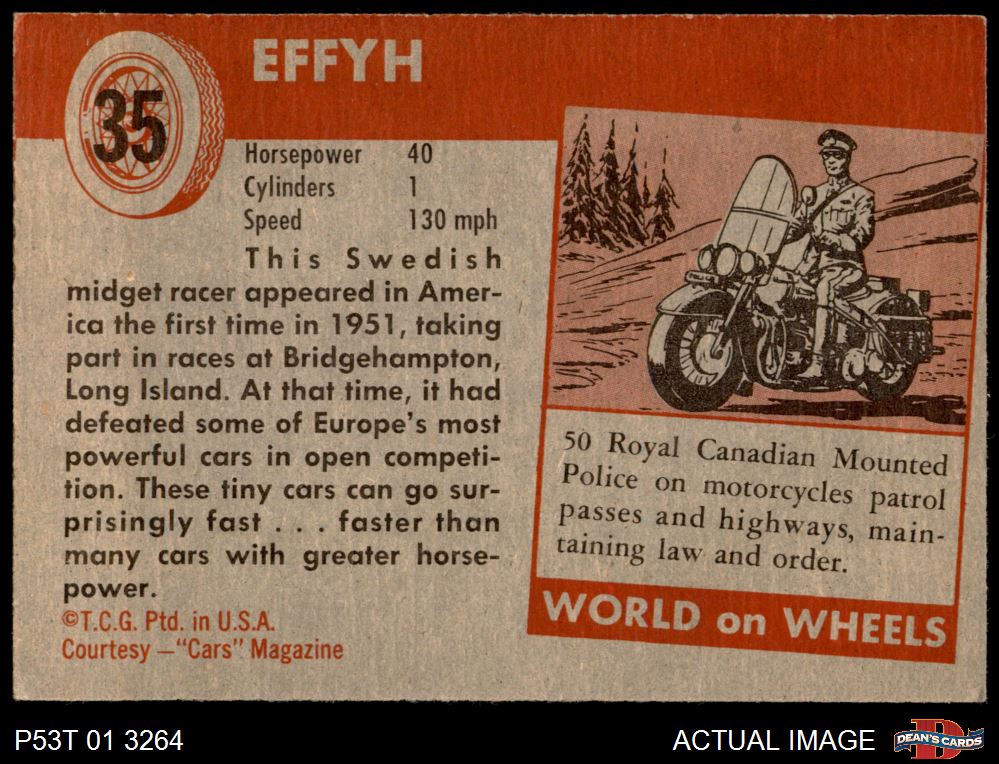 EFFYH
35
Horsepower 40
Cylinders 1
Speed 130 mph
This Swedish
midget racer appeared in Amer-
ica the first time in 1951, taking
part in races at Bridgehampton,
Long Island. At that time, it had
defeated some of Europe's most
powerful cars in open competi-
tion. These tiny cars can go sur-
prisingly fast . . . faster than
many cars with greater horse-
power.
©T.C.G. Ptd. in U.S.A.
Courtesy —"Cars" Magazine
50 Royal Canadian Mounted
Police on motorcycles patrol
passes and highways, main-
taining law and order.
WORLD on WHEELS
P53T 01 3264
ACTUAL IMAGE
DEAN'S CARDS